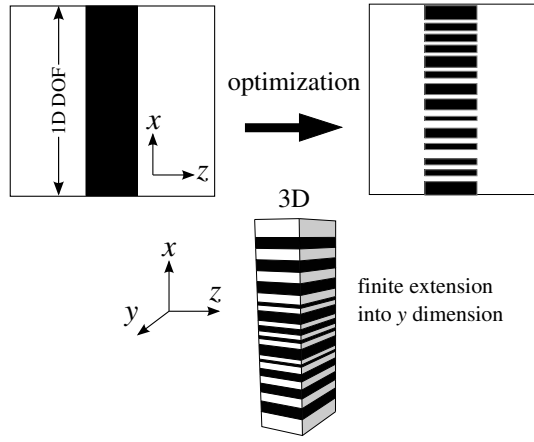 1D DOF
x
z
optimization
3D
x
y
z
finite extension
into y dimension